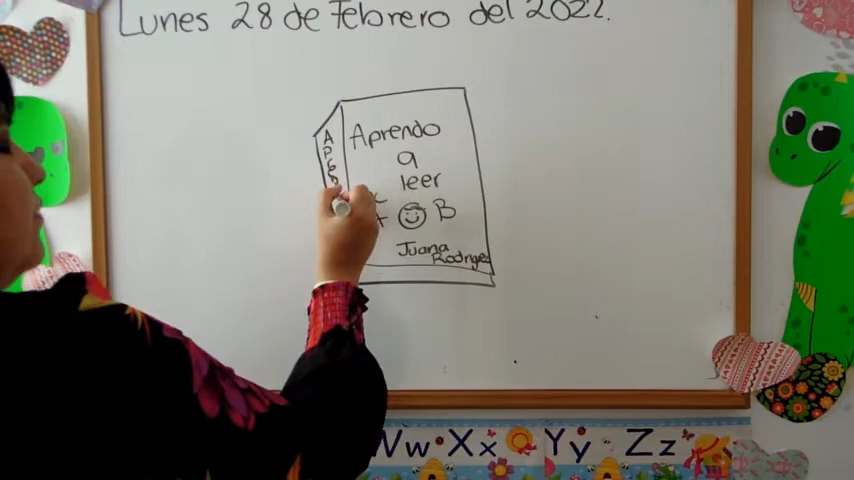 Lunes 28 de Febrero del 2022.
Aprendo
a
leer
B
Juana
Rodriguez
Ww Xx Yy Zz